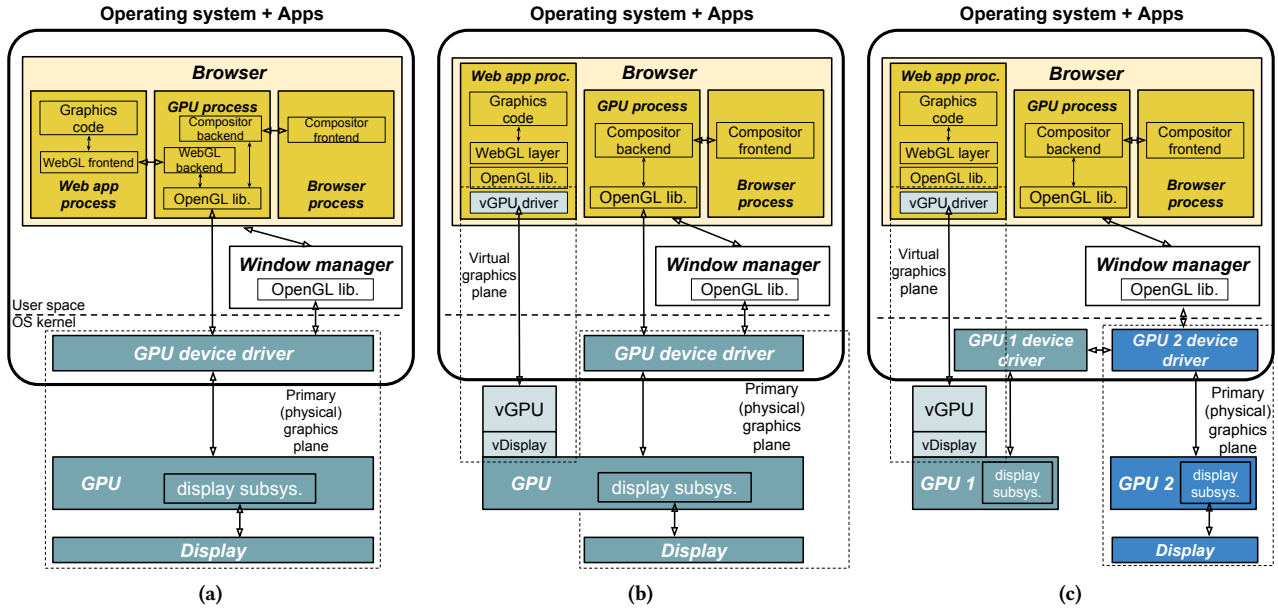 Operating system + Apps
Browser
Graphics
code
WebGL frontend
Web app
process
GPU process
Compositor
backend
WebGL
backend
OpenGL lib.
Compositor
frontend
Browser
process
Window manager
OpenGL lib.
User space
OS kernel
GPU device driver
Primary
(physical)
graphics
plane
GPU
display subsys.
Display
(a)
Operating system + Apps
Web app proc.
Browser
Graphics
code
WebGL layer
OpenGL lib.
vGPU driver
GPU process
Compositor
backend
OpenGL lib.
Compositor
frontend
Browser
process
Virtual
graphics
plane
Window manager
OpenGL lib.
GPU device driver
vGPU
vDisplay
Primary
(physical)
graphics
plane
GPU
display subsys.
Display
(b)
Operating system + Apps
Web app proc.
Browser
Graphics
code
WebGL layer
OpenGL lib.
vGPU driver
GPU process
Compositor
backend
OpenGL lib.
Compositor
frontend
Browser
process
Virtual
graphics
plane
Window manager
OpenGL lib.
GPU 1 device
driver
GPU 2 device
driver
vGPU
vDisplay
Primary
(physical)
graphics
plane
GPU 1
display
subsys.
GPU 2
display
subsys.
Display
(c)